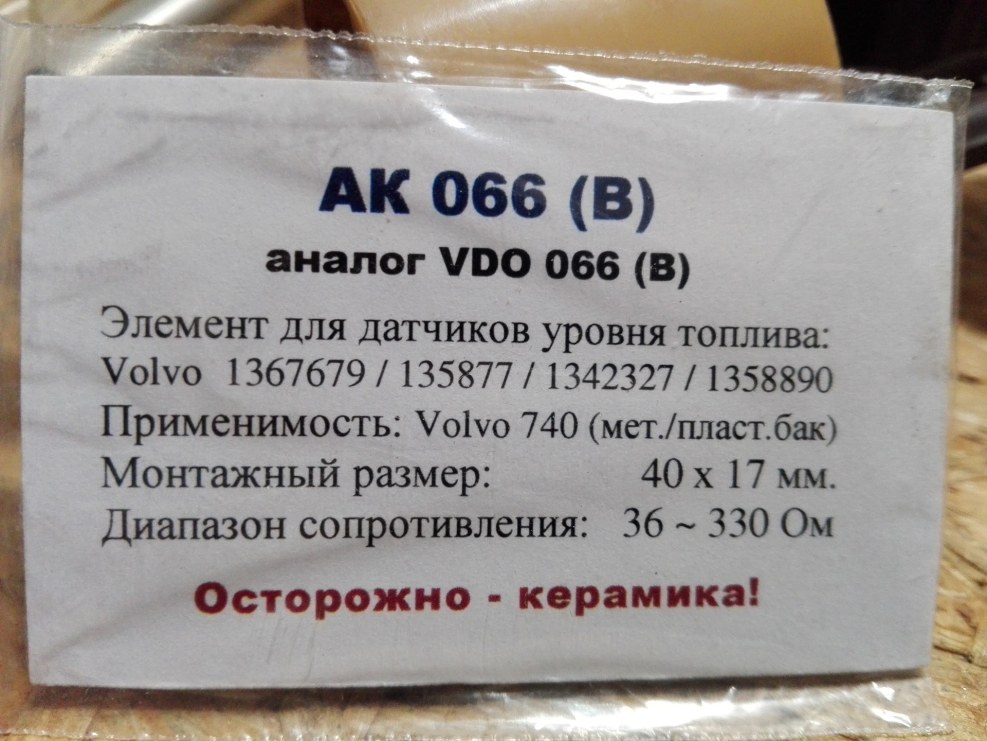 АК 066 (В)
аналог VDO 066 (В)
Элемент для датчиков уровня топлива:
Volvo 1367679 / 135877 / 1342327 / 1358890
Применимость: Volvo 740 (мет./пласт.бак)
Монтажный размер: 40 х 17 мм.
Диапазон сопротивления: 36 ~ 330 Ом
Осторожно - керамика!